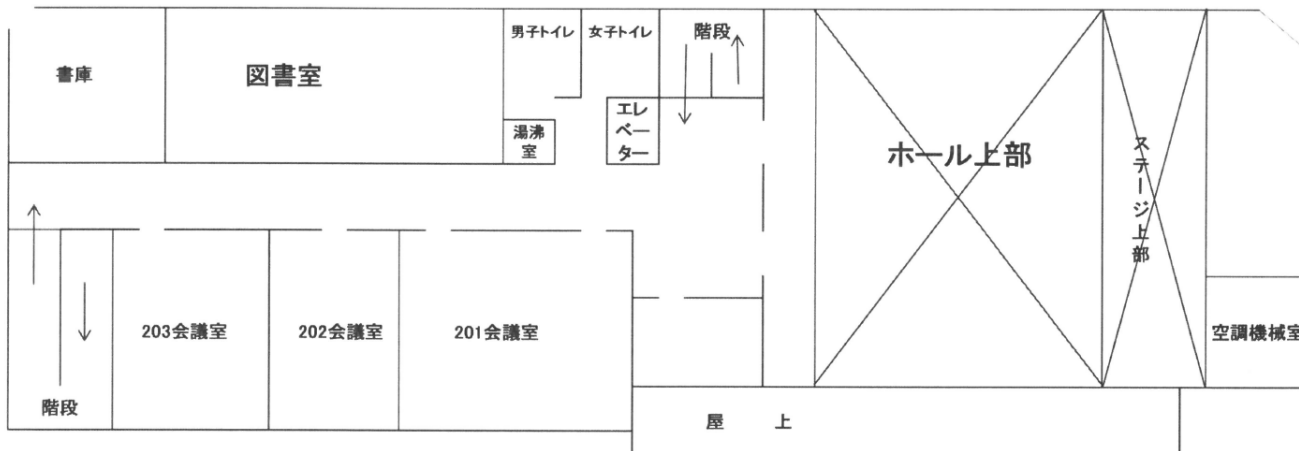 男子トイレ
女子トイレ
階段
書庫
図書室
エレ
ベー
ター
湯沸
室
ホール上部
ステージ上部
203会議室
202会議室
201会議室
空調機械室
階段
屋 上